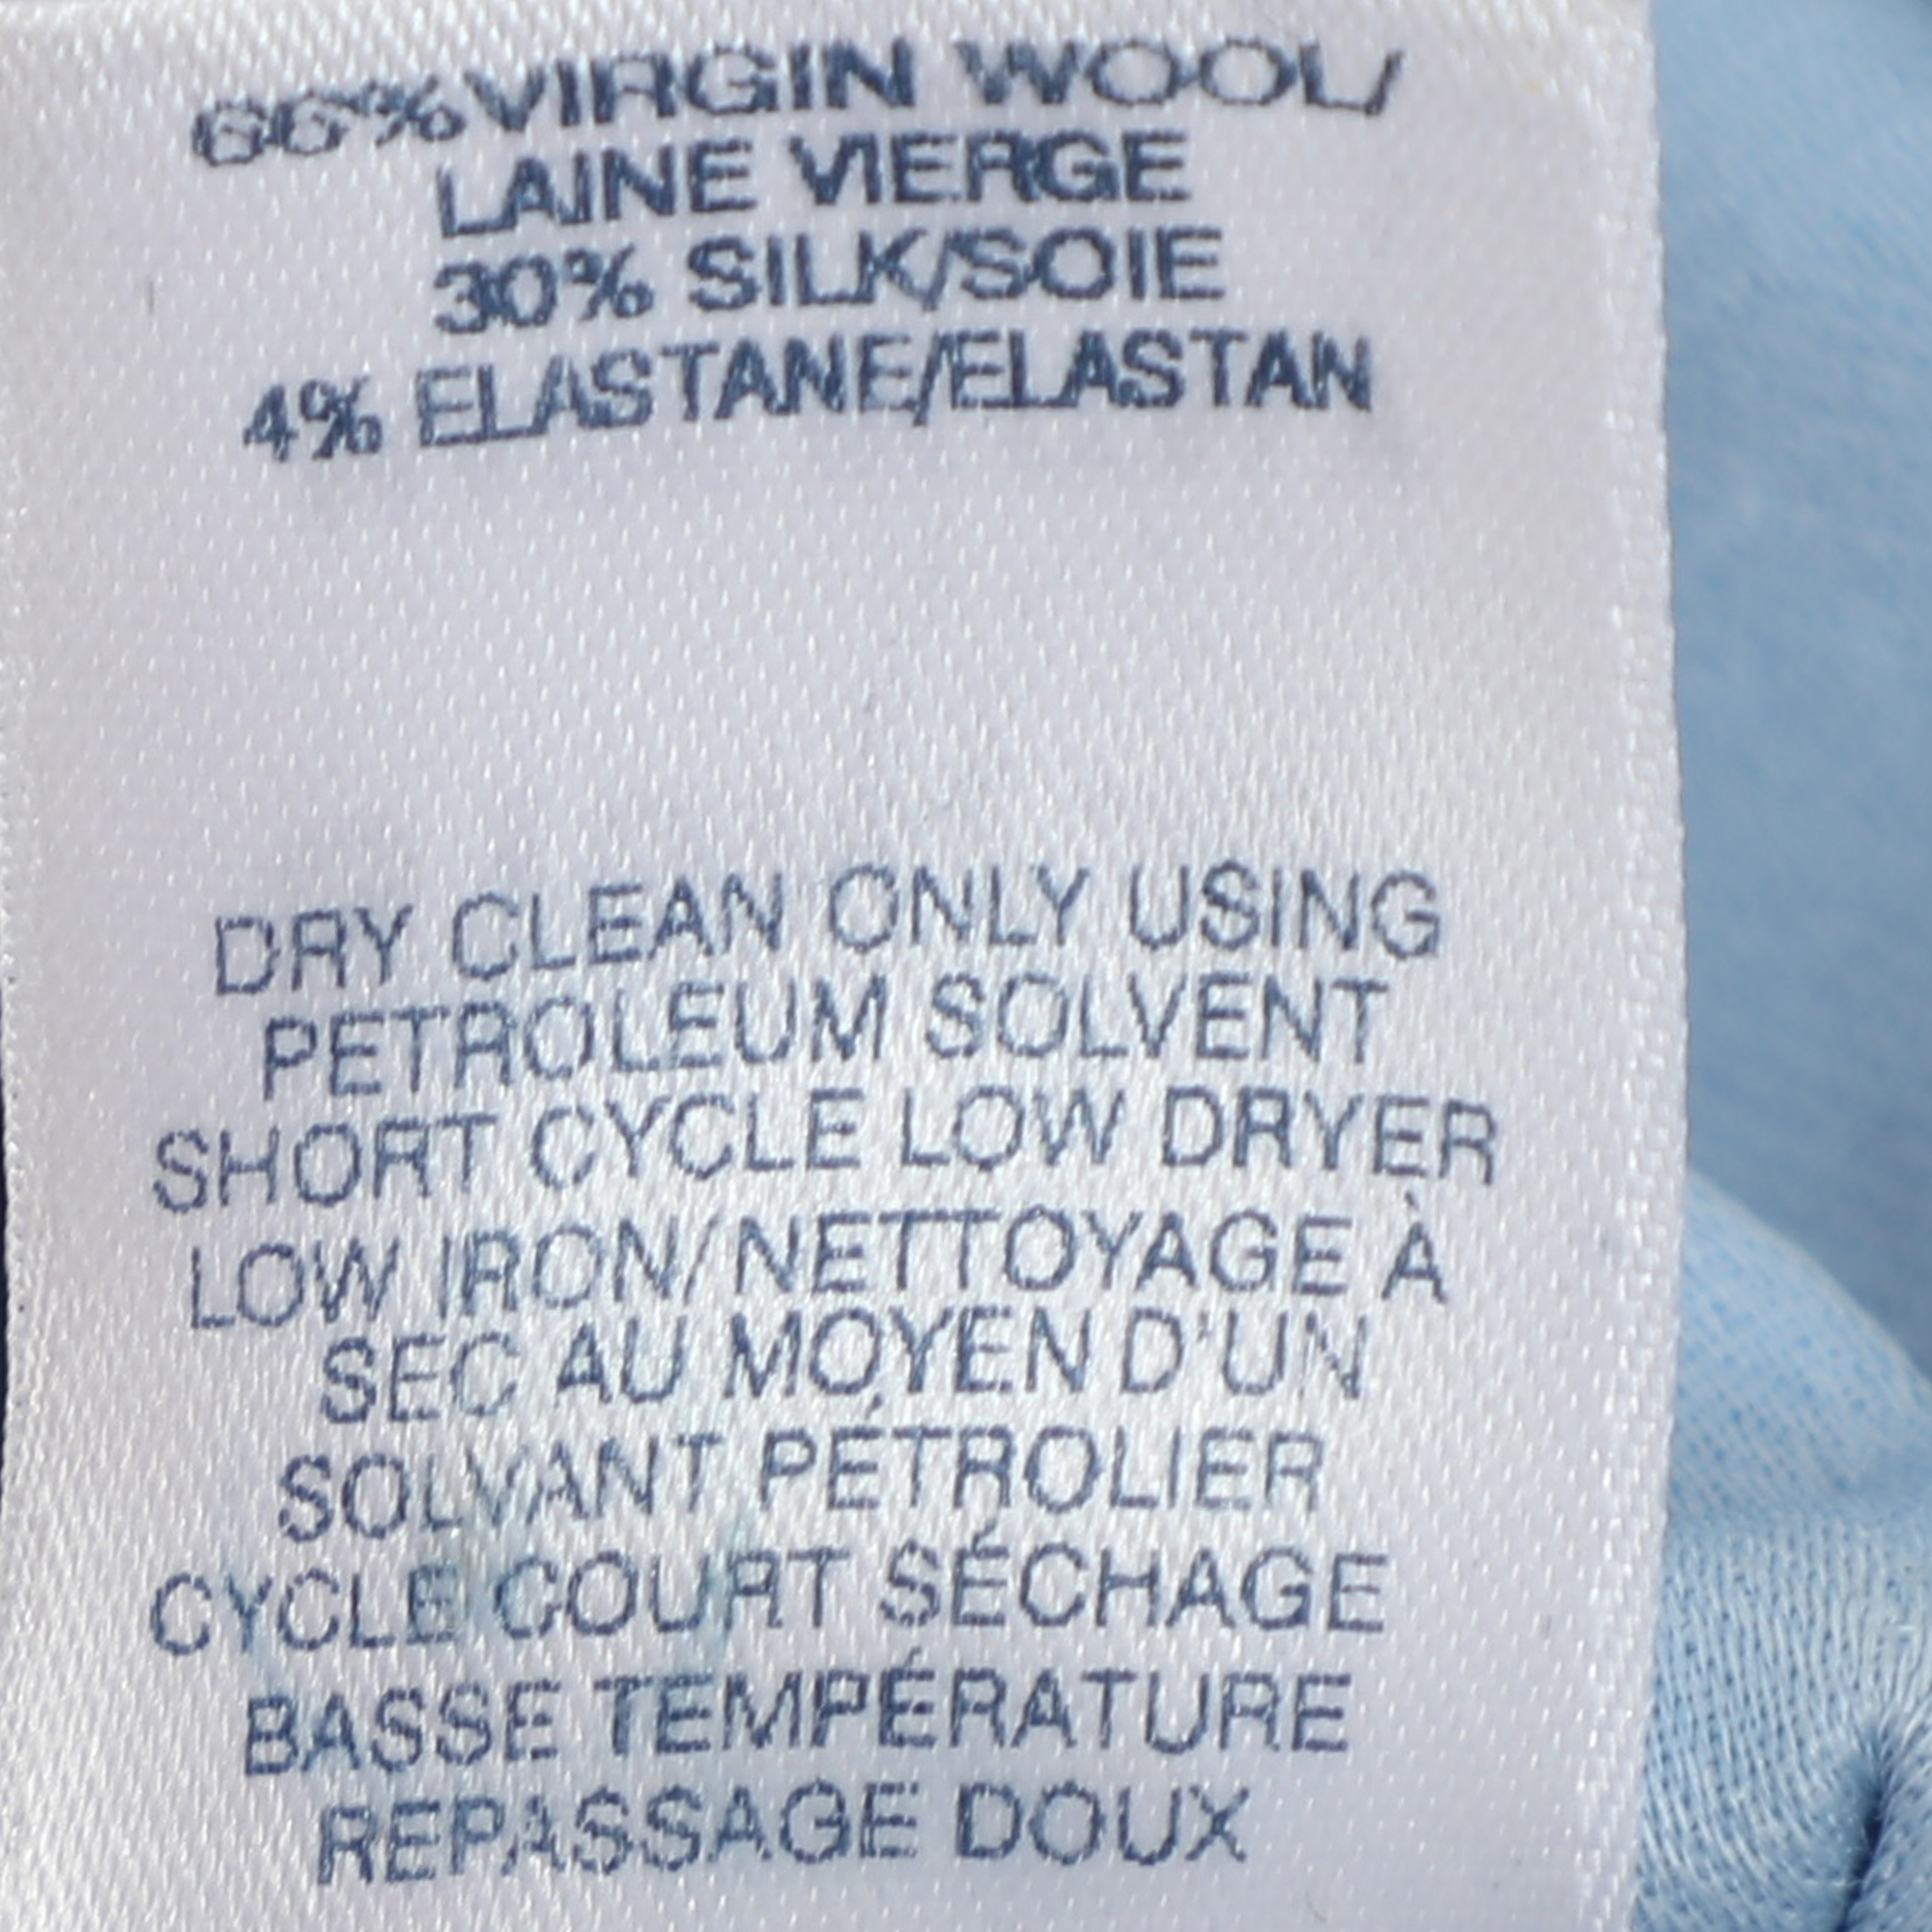 66% VIRGIN WOOL/
LAINE VIERGE
30% SILK/SOIE
4% ELASTANE/ELASTAN
DRY CLEAN ONLY USING
PETROLEUM SOLVENT
SHORT CYCLE LOW DRYER
LOW IRON/NETTOYAGE À
SEC AU MOYEN D'UN
SOLVANT PÉTROLIER
CYCLE COURT SÉCHAGE
BASSE TEMPÉRATURE
REPASSAGE DOUX